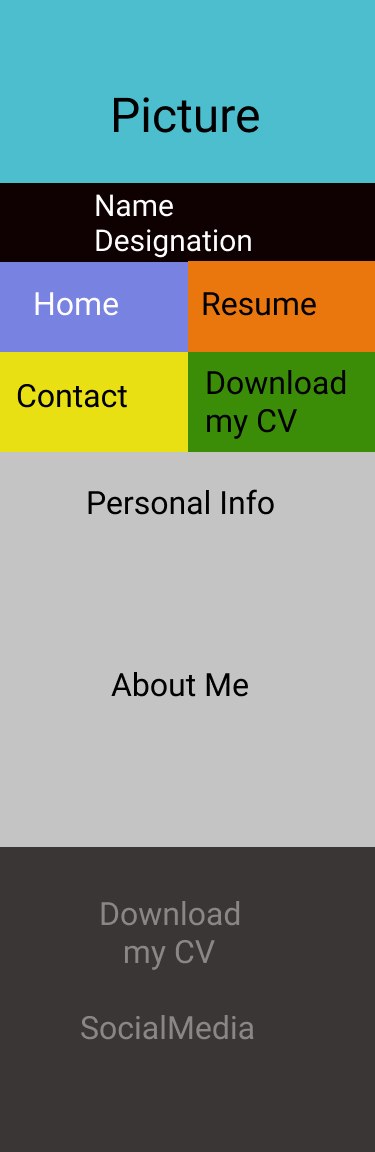 Picture
Name
Designation
Home
Resume
Contact
Download
my CV
Personal Info
About Me
Download
my CV
SocialMedia